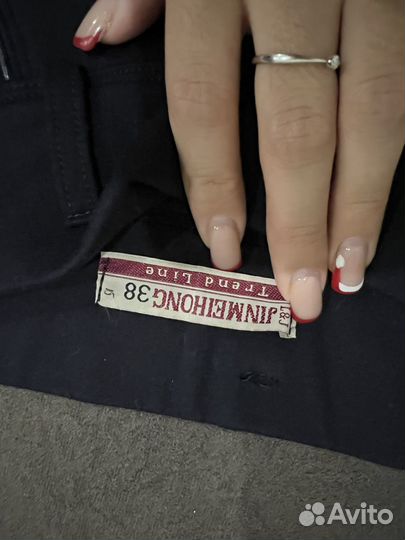 L&J
JINMEIHONG 38
Trend Line
Avito